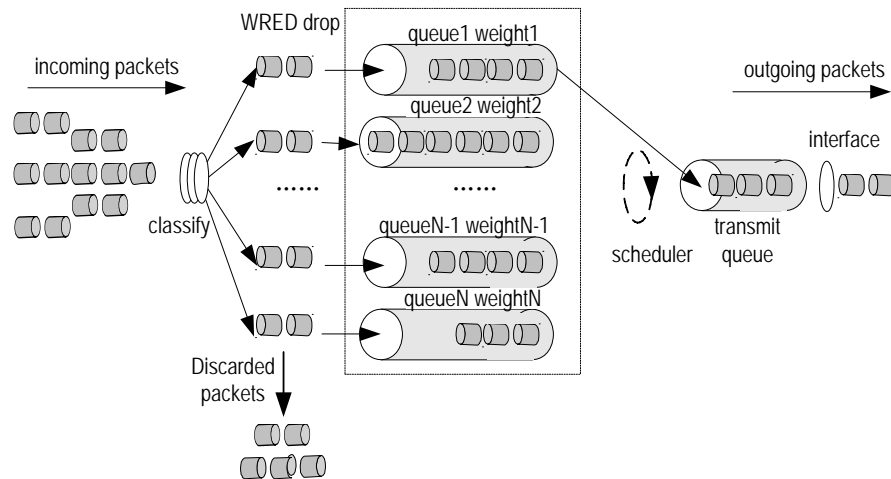 WRED drop
queue1 weight1
incoming packets
outgoing packets
queue2 weight2
interface
......
......
classify
queueN-1 weightN-1
scheduler
transmit
queue
queueN weightN
Discarded
packets